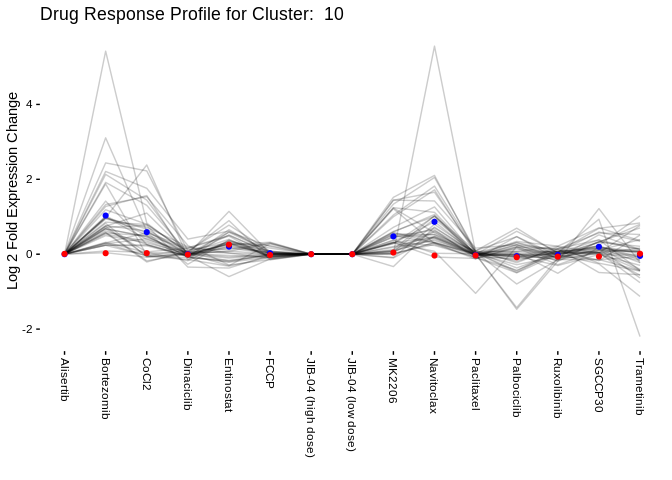 Drug Response Profile for Cluster:  10
Log 2 Fold Expression Change
4
2
0
-2
Alisertib
Bortezomib
CoCl2
Dinaciclib
Entinostat
FCCP
JIB-04 (high dose)
JIB-04 (low dose)
MK2206
Navitoclax
Paclitaxel
Palbociclib
Ruxolibinib
SGCCP30
Trametinib